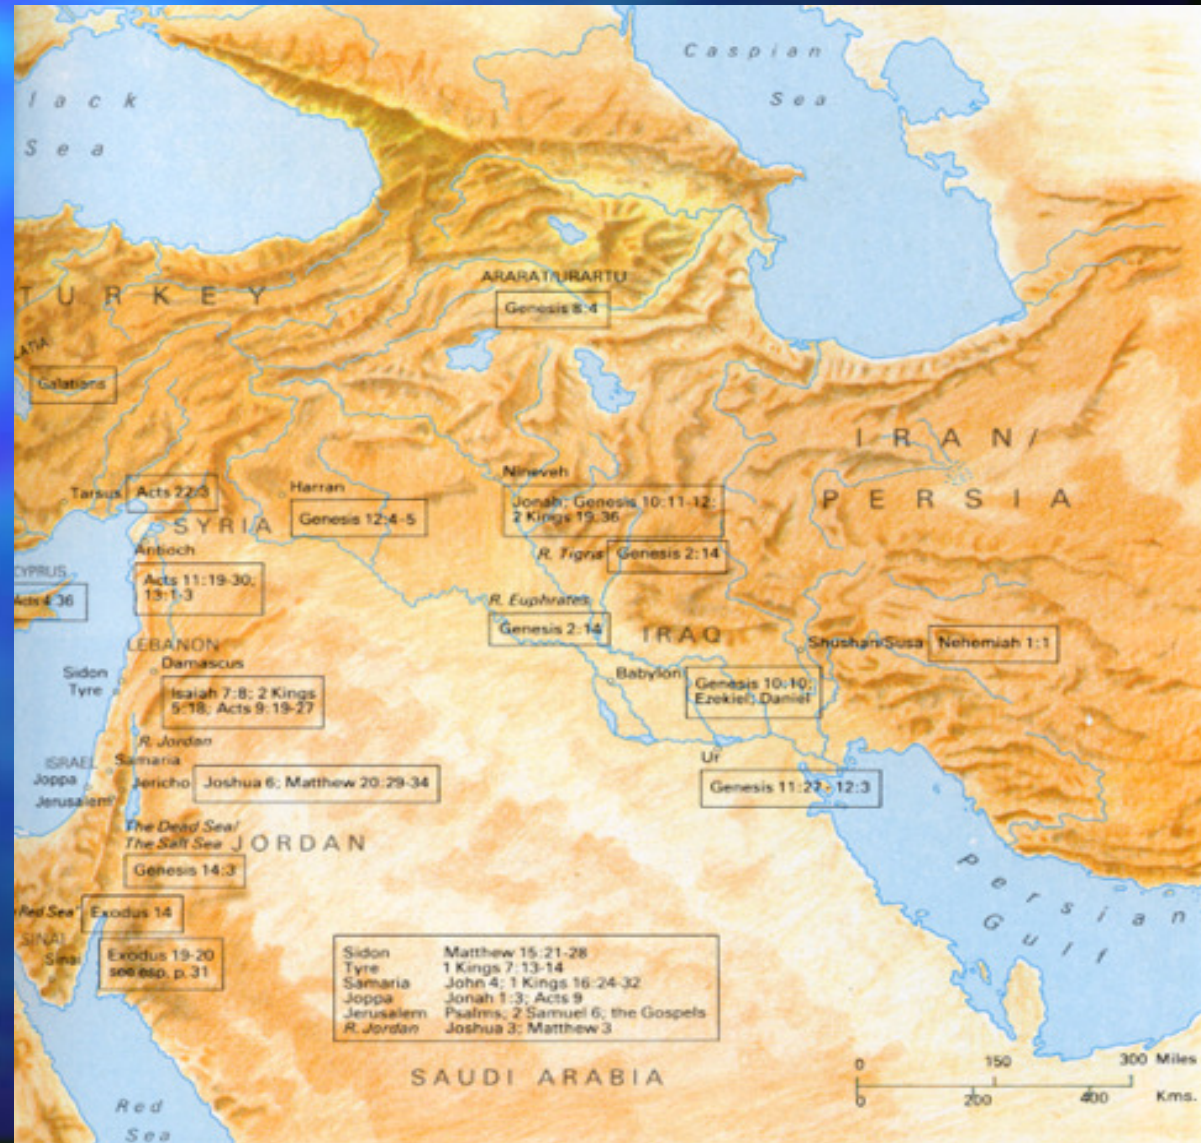 Caspian
Sea
lack
Sea
ARARAT/URARTU
Genesis 8:4
TURKEY
LATIA
Galatians
IRAN/
PERSIA
Nineveh
Jonah; Genesis 10:11-12;
2 Kings 19:36
Harran
Genesis 12:4-5
Tarsus
Acts 22:3
SYRIA
Antioch
Acts 11:19-30;
13:1-3
R. Tigris
Genesis 2:14
CYPRUS
Acts 4:36
R. Euphrates
Genesis 2:14
IRAQ
Shushan/Susa
Nehemiah 1:1
LEBANON
Damascus
Isaiah 7:8; 2 Kings
5:18; Acts 9:19-27
Sidon
Tyre
Babylon
Genesis 10:10;
Ezekiel; Daniel
R. Jordan
ISRAEL
Samaria
Joppa
Jericho
Joshua 6; Matthew 20:29-34
Jerusalem
Ur
Genesis 11:27 - 12:3
The Dead Sea/
The Salt Sea
JORDAN
Genesis 14:3
Red Sea"
Exodus 14
SINAI
Sinai
Exodus 19-20
see esp. p. 31
Persian
Gulf
Sidon Matthew 15:21-28
Tyre 1 Kings 7:13-14
Samaria John 4; 1 Kings 16:24-32
Joppa Jonah 1:3; Acts 9
Jerusalem Psalms; 2 Samuel 6; the Gospels
R. Jordan Joshua 3; Matthew 3
SAUDI ARABIA
0 150 300 Miles
0 200 400 Kms.
Red
Sea